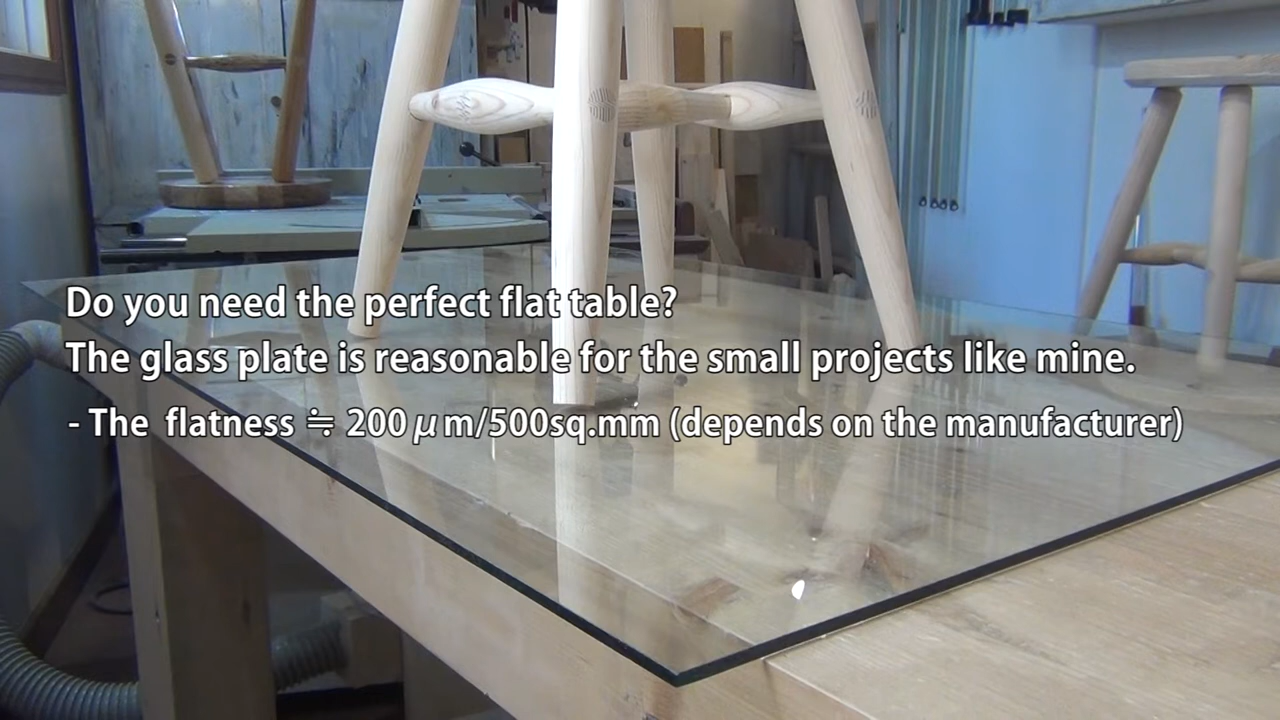 Do you need the perfect flat table?
The glass plate is reasonable for the small projects like mine.
- The flatness ≒ 200μm/500sq.mm (depends on the manufacturer)